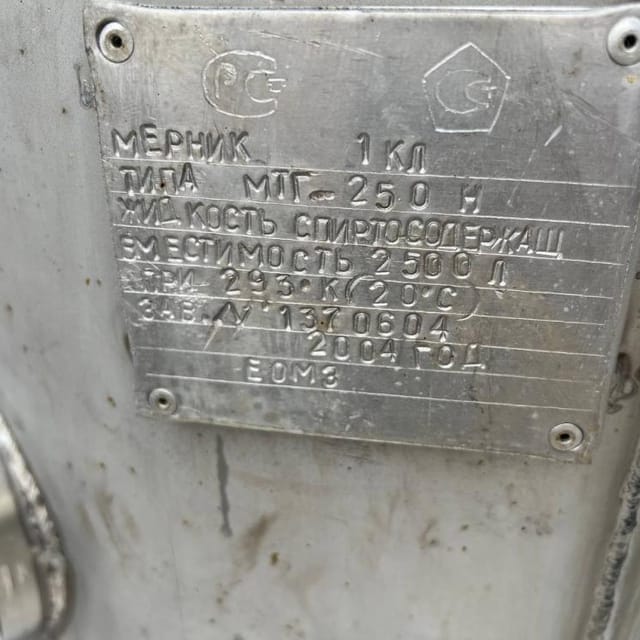 РС
МЕРНИК 1 КЛ
ТИПА МТГ-250 Н
ЖИДКОСТЬ СПИРТОСОДЕРЖАЩ
ВМЕСТИМОСТЬ 2500 Л
ПРИ 293°К(20°С)
ЗАВ. № 1370604
2004 ГОД
ЕОМЗ